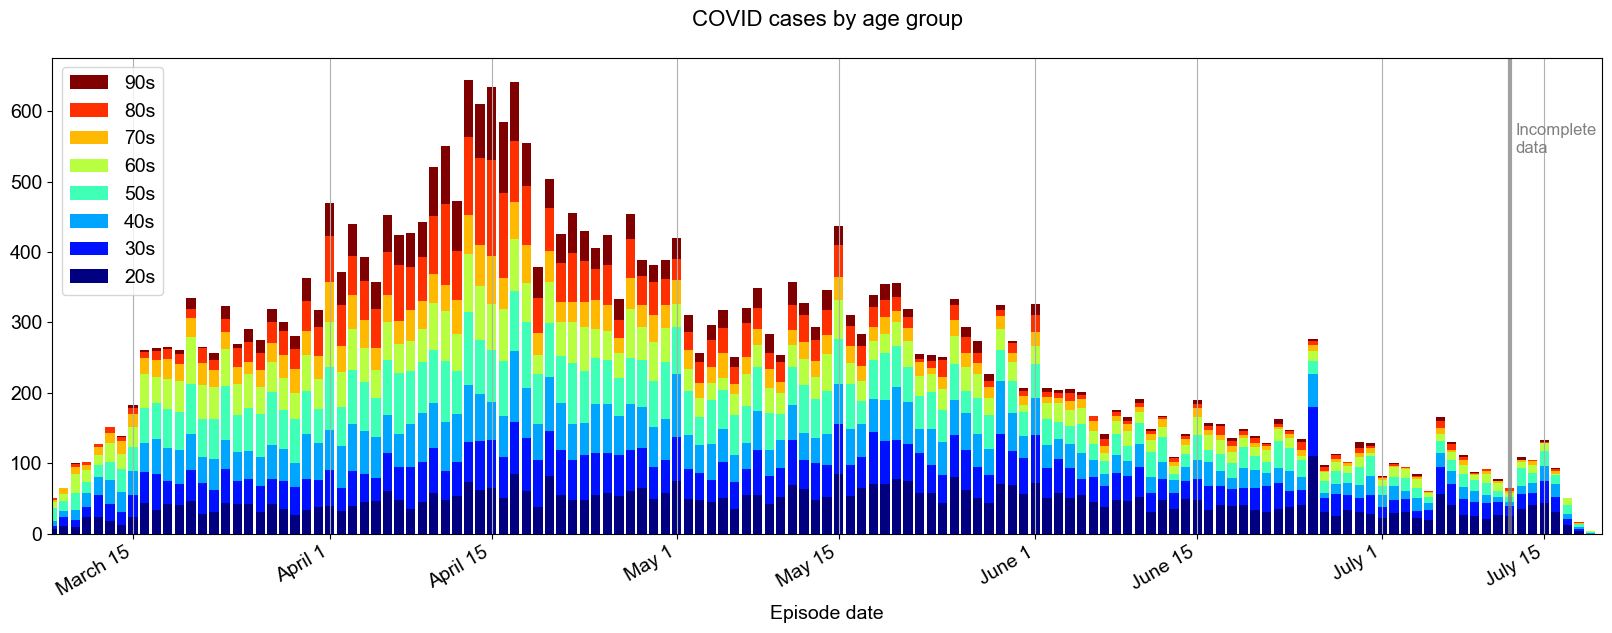 COVID cases by age group
90s
80s
70s
60s
50s
40s
30s
20s
600
500
400
300
200
100
0
Incomplete
data
March 15
April 1
April 15
May 1
May 15
June 1
June 15
July 1
July 15
Episode date